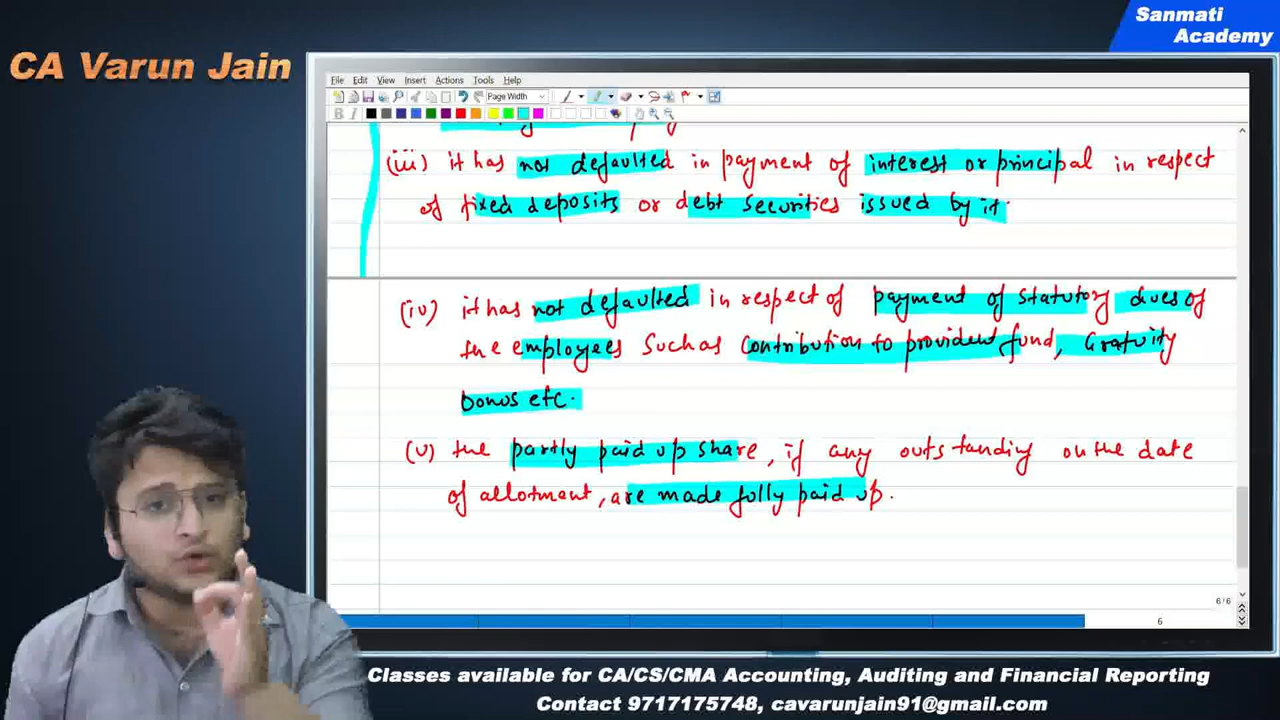 Sanmati
Academy
CA Varun Jain
File Edit View Insert Actions Tools Help
Page Width
B I
(iii) it has not defaulted in payment of interest or principal in respect
of fixed deposits or debt securities issued by it.
(iv) it has not defaulted in respect of payment of statutory dues of
the employees such as contribution to provident fund, Gratuity
bonus etc.
(v) the partly paid up share, if any outstanding on the date
of allotment, are made fully paid up.
6/6
6
Classes available for CA/CS/CMA Accounting, Auditing and Financial Reporting
Contact 9717175748, cavarunjain91@gmail.com